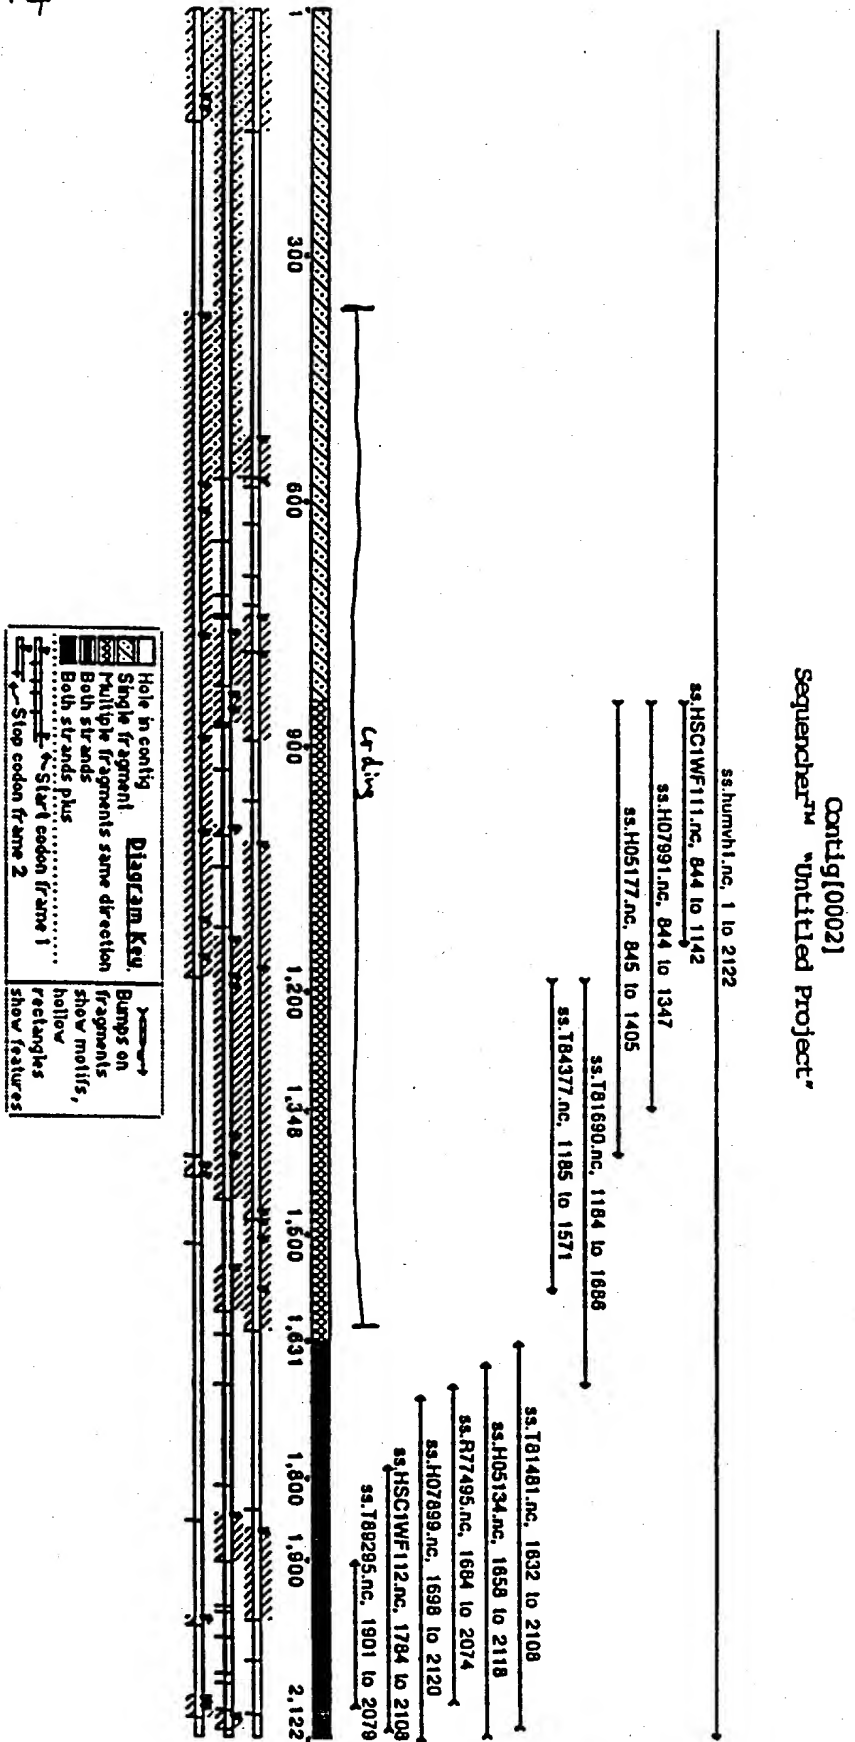 Contig[0002]
Sequencher™ "Untitled Project"
ss.humvh1.nc, 1 to 2122
ss.HSC1WF111.nc, 844 to 1142
ss.H07991.nc, 844 to 1347
ss.H05177.nc, 845 to 1405
ss.T81690.nc, 1184 to 1686
ss.T84377.nc, 1185 to 1571
ss.T81481.nc, 1632 to 2108
ss.H05134.nc, 1658 to 2118
ss.R77495.nc, 1684 to 2074
ss.H07899.nc, 1698 to 2120
ss.HSC1WF112.nc, 1784 to 2108
ss.T89295.nc, 1901 to 2079
1 300 600 900 1,200 1,348 1,500 1,631 1,800 1,900 2,122
Diagram Key
Hole in contig
Single fragment
Multiple fragments same direction
Both strands
Both strands plus
Start codon frame 1
Stop codon frame 2
Bumps on
fragments
show motifs,
hollow
rectangles
show features